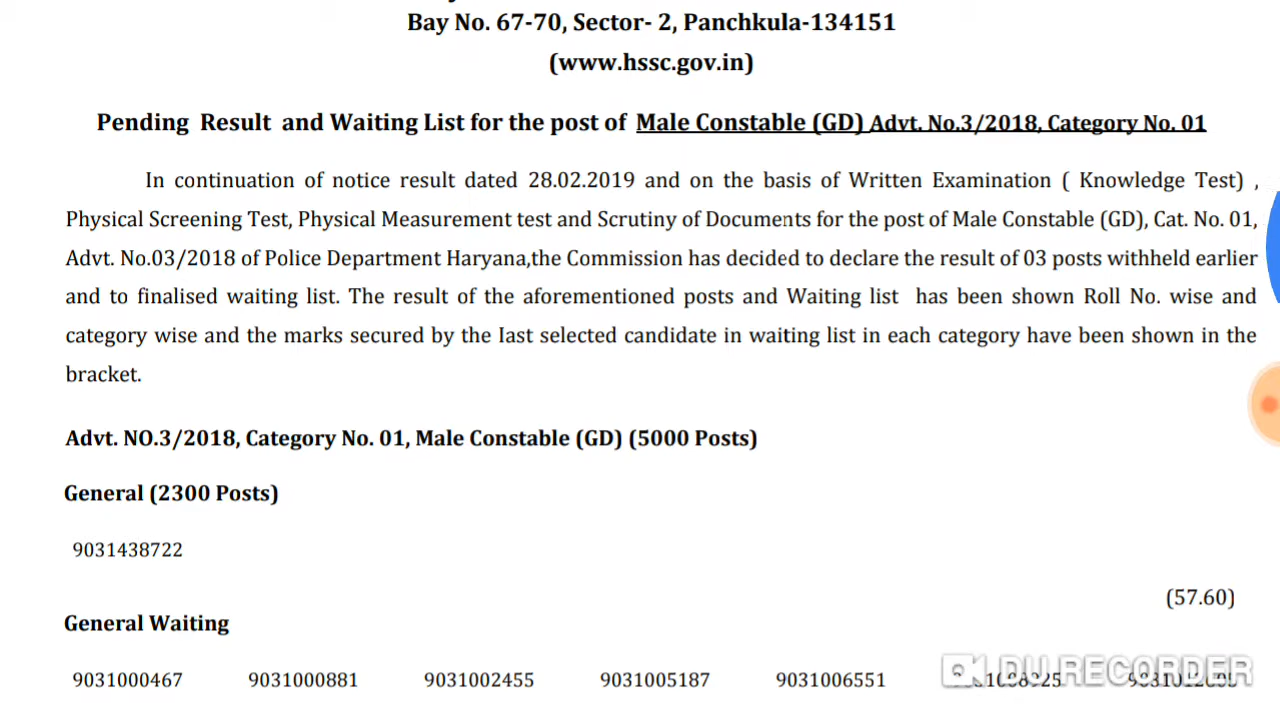 Bay No. 67-70, Sector- 2, Panchkula-134151
(www.hssc.gov.in)
Pending Result and Waiting List for the post of Male Constable (GD) Advt. No.3/2018, Category No. 01
In continuation of notice result dated 28.02.2019 and on the basis of Written Examination ( Knowledge Test) ,
Physical Screening Test, Physical Measurement test and Scrutiny of Documents for the post of Male Constable (GD), Cat. No. 01,
Advt. No.03/2018 of Police Department Haryana,the Commission has decided to declare the result of 03 posts withheld earlier
and to finalised waiting list. The result of the aforementioned posts and Waiting list has been shown Roll No. wise and
category wise and the marks secured by the last selected candidate in waiting list in each category have been shown in the
bracket.
Advt. NO.3/2018, Category No. 01, Male Constable (GD) (5000 Posts)
General (2300 Posts)
9031438722
(57.60)
General Waiting
9031000467 9031000881 9031002455 9031005187 9031006551
DU RECORDER